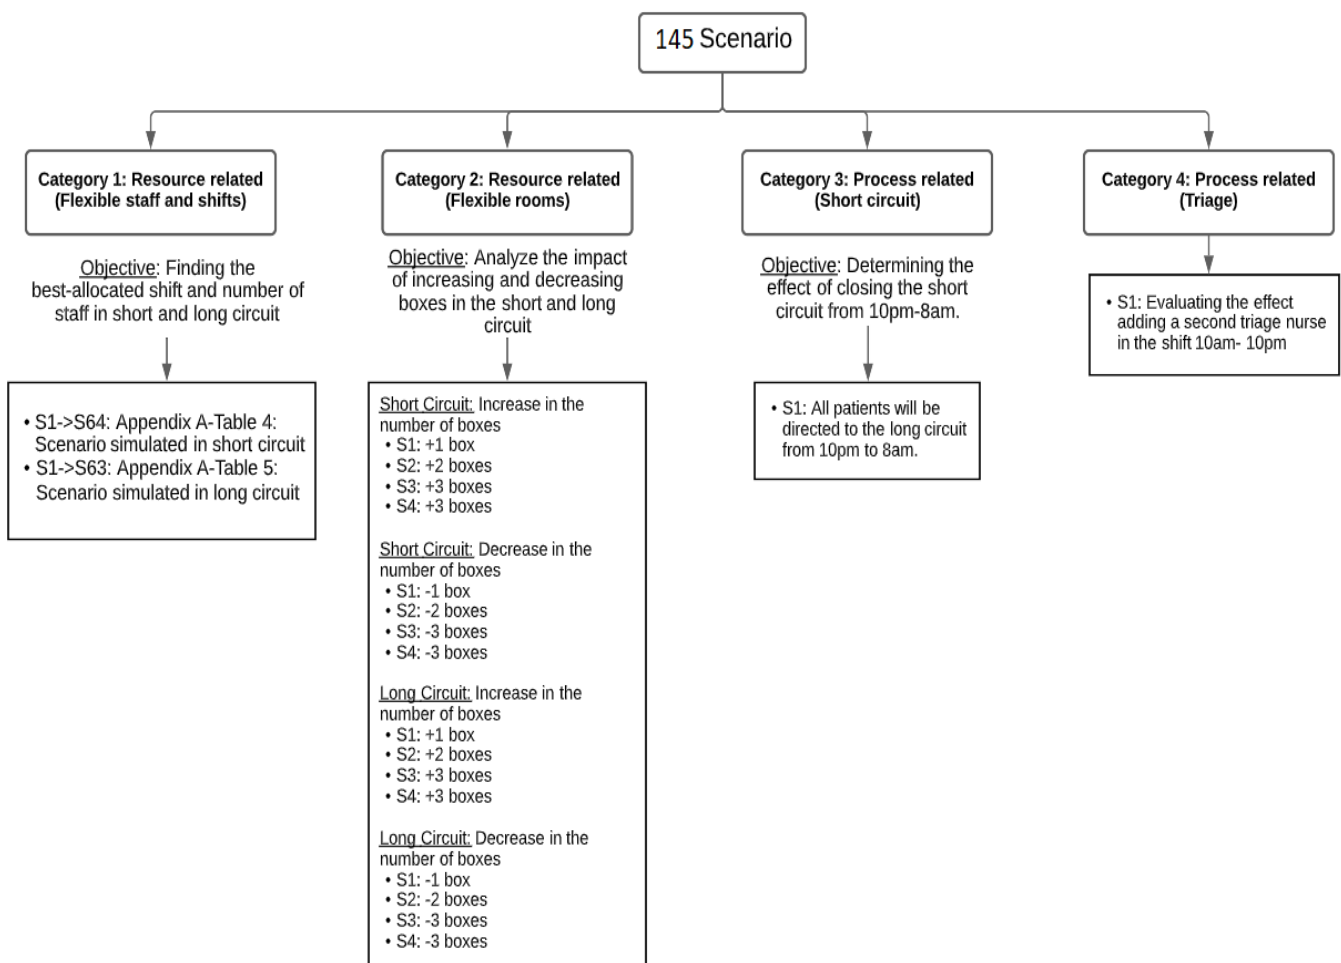 145 Scenario
Category 1: Resource related
(Flexible staff and shifts)
Objective: Finding the
best-allocated shift and number of
staff in short and long circuit
• S1->S64: Appendix A-Table 4:
Scenario simulated in short circuit
• S1->S63: Appendix A-Table 5:
Scenario simulated in long circuit
Category 2: Resource related
(Flexible rooms)
Objective: Analyze the impact
of increasing and decreasing
boxes in the short and long
circuit
Short Circuit: Increase in the
number of boxes
• S1: +1 box
• S2: +2 boxes
• S3: +3 boxes
• S4: +3 boxes
Short Circuit: Decrease in the
number of boxes
• S1: -1 box
• S2: -2 boxes
• S3: -3 boxes
• S4: -3 boxes
Long Circuit: Increase in the
number of boxes
• S1: +1 box
• S2: +2 boxes
• S3: +3 boxes
• S4: +3 boxes
Long Circuit: Decrease in the
number of boxes
• S1: -1 box
• S2: -2 boxes
• S3: -3 boxes
• S4: -3 boxes
Category 3: Process related
(Short circuit)
Objective: Determining the
effect of closing the short
circuit from 10pm-8am.
• S1: All patients will be
directed to the long circuit
from 10pm to 8am.
Category 4: Process related
(Triage)
• S1: Evaluating the effect
adding a second triage nurse
in the shift 10am- 10pm